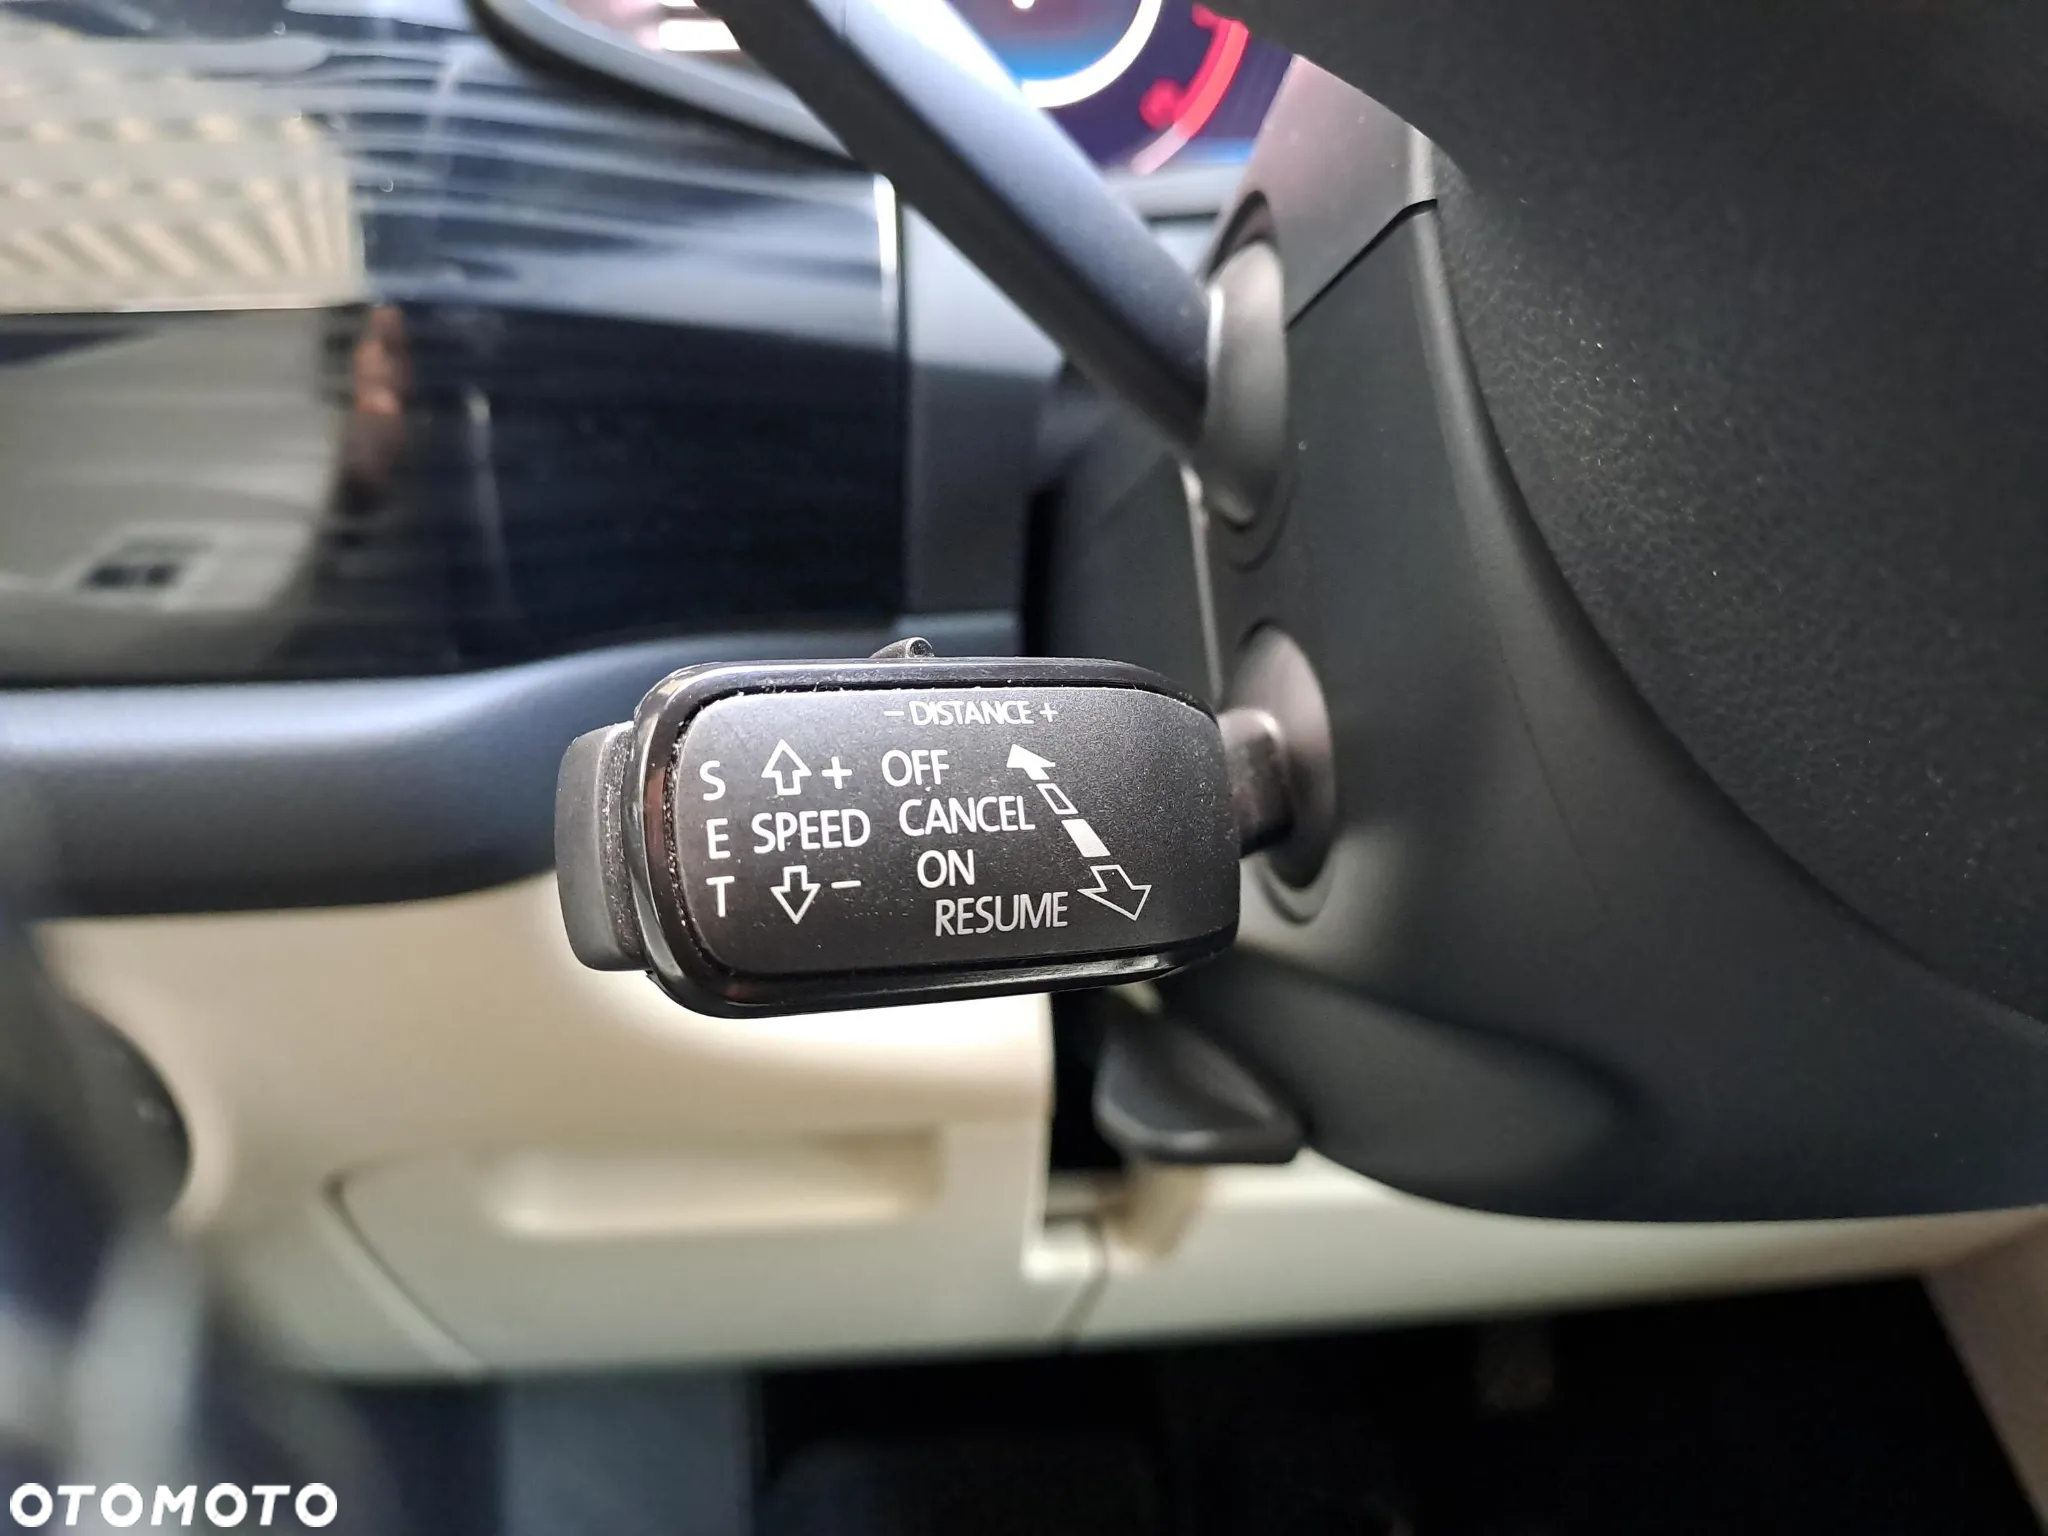 – DISTANCE +
S + OFF
E SPEED CANCEL
T – ON
RESUME
OTOMOTO